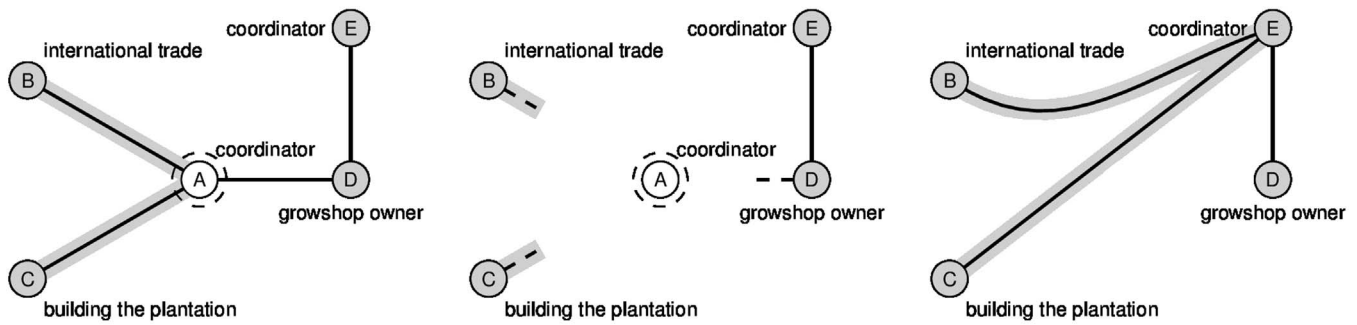 coordinator E
international trade
B
coordinator
A
D
growshop owner
C
building the plantation
coordinator E
international trade
B
coordinator
A
D
growshop owner
C
building the plantation
coordinator E
international trade
B
D
growshop owner
C
building the plantation